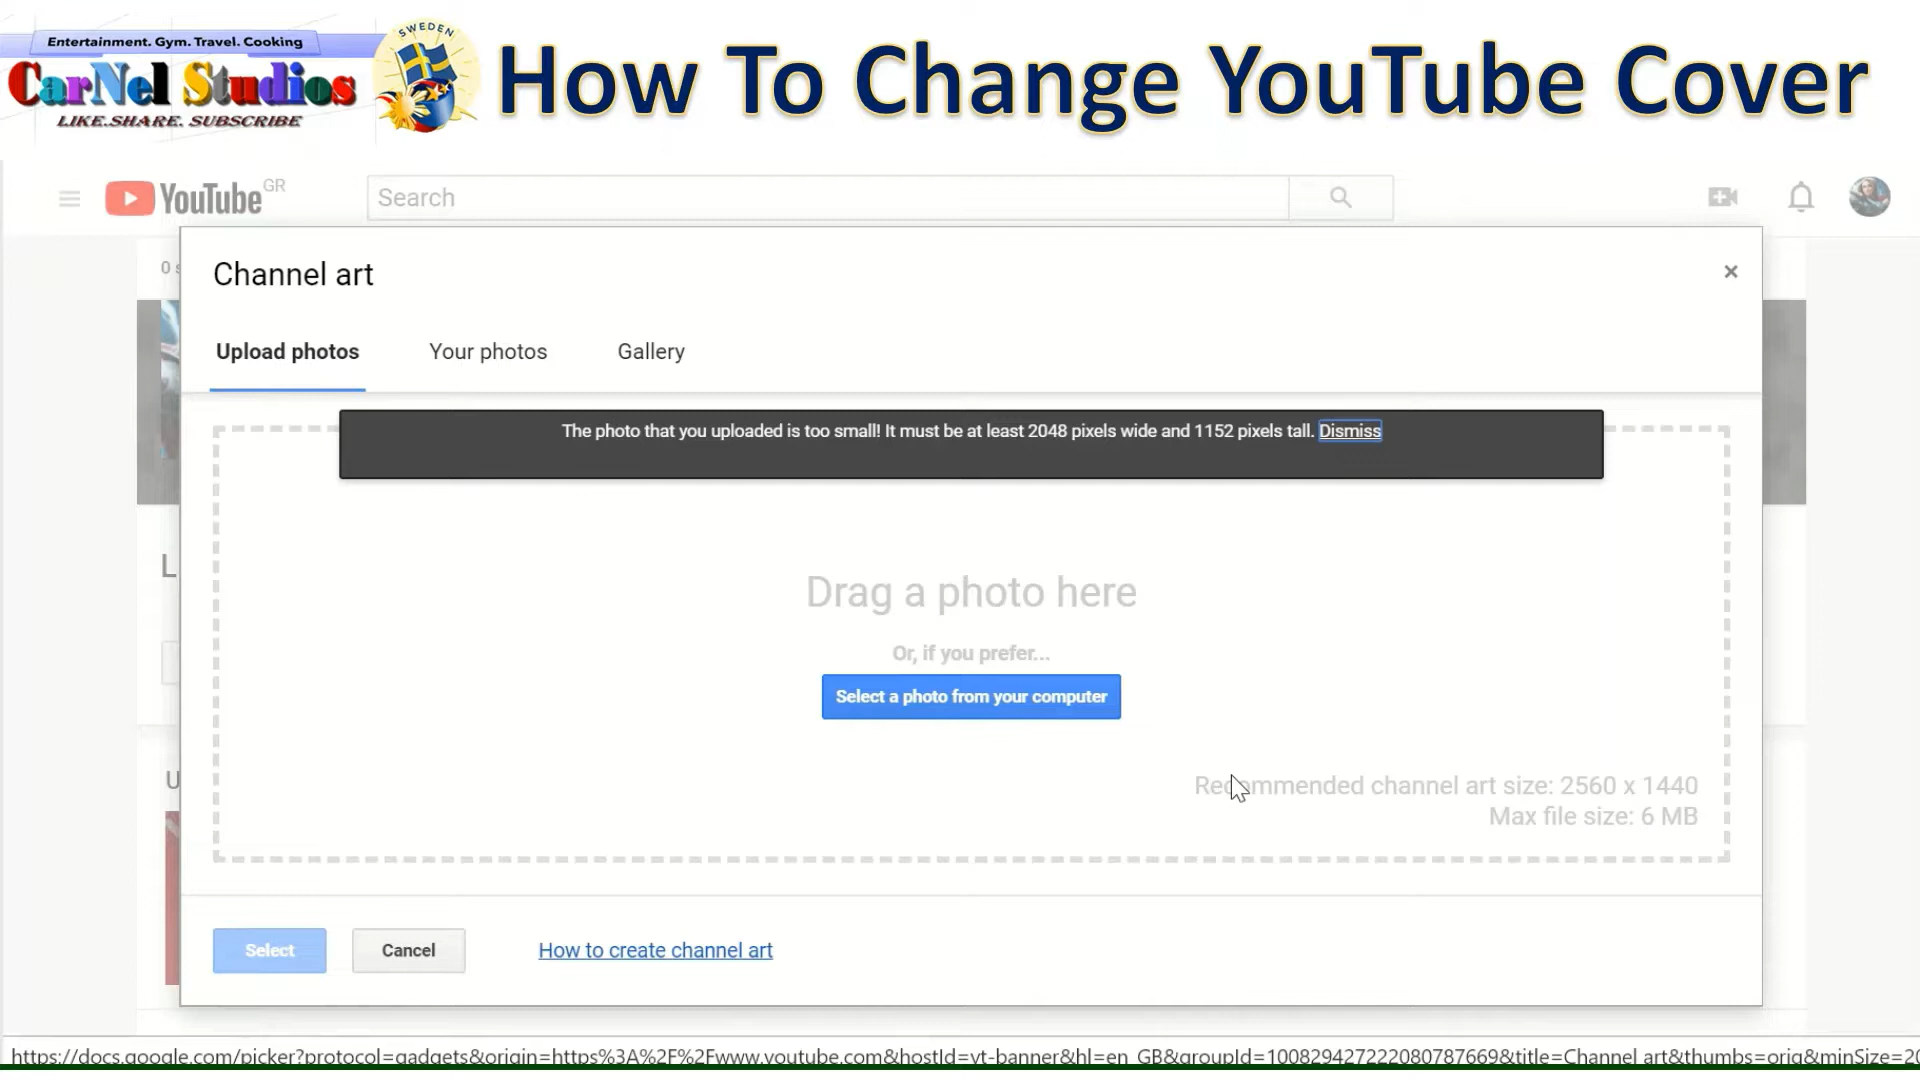 Entertainment. Gym. Travel. Cooking
CarNel Studios
LIKE.SHARE. SUBSCRIBE
SWEDEN
How To Change YouTube Cover
YouTube GR
Search
0 s
Channel art
Upload photos
Your photos
Gallery
The photo that you uploaded is too small! It must be at least 2048 pixels wide and 1152 pixels tall. Dismiss
L
Drag a photo here
Or, if you prefer...
Select a photo from your computer
U
Recommended channel art size: 2560 x 1440
Max file size: 6 MB
Select
Cancel
How to create channel art
https://docs.google.com/picker?protocol=gadgets&origin=https%3A%2F%2Fwww.youtube.com&hostId=yt-banner&hl=en_GB&groupId=100829427222080787669&title=Channel art&thumbs=orig&minSize=20